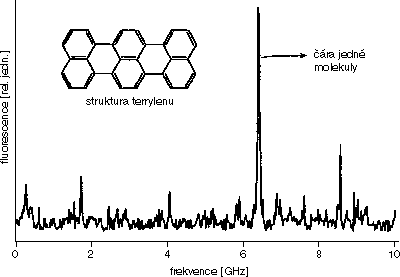 struktura terrylenu
čára jedné
molekuly
fluorescence [rel. jedn.]
0 2 4 6 8 10
frekvence [GHz]